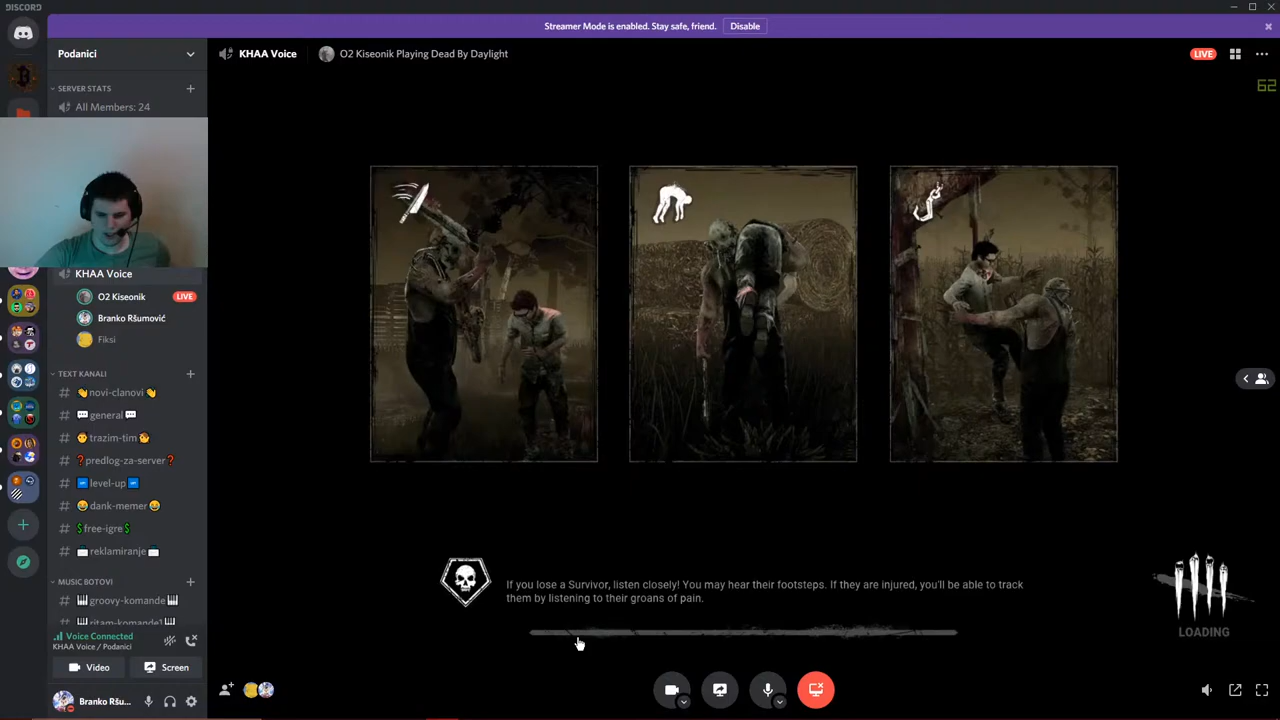 DISCORD
Streamer Mode is enabled. Stay safe, friend.
Disable
Podanici
KHAA Voice
O2 Kiseonik Playing Dead By Daylight
LIVE
62
SERVER STATS
All Members: 24
KHAA Voice
O2 Kiseonik
LIVE
Branko Ršumović
Fiksi
TEXT KANALI
novi-clanovi
general
trazim-tim
predlog-za-server
level-up
dank-memer
free-igre
reklamiranje
MUSIC BOTOVI
groovy-komande
ritam-komande1
Voice Connected
KHAA Voice / Podanici
Video
Screen
Branko Ršu...
If you lose a Survivor, listen closely! You may hear their footsteps. If they are injured, you'll be able to track
them by listening to their groans of pain.
LOADING